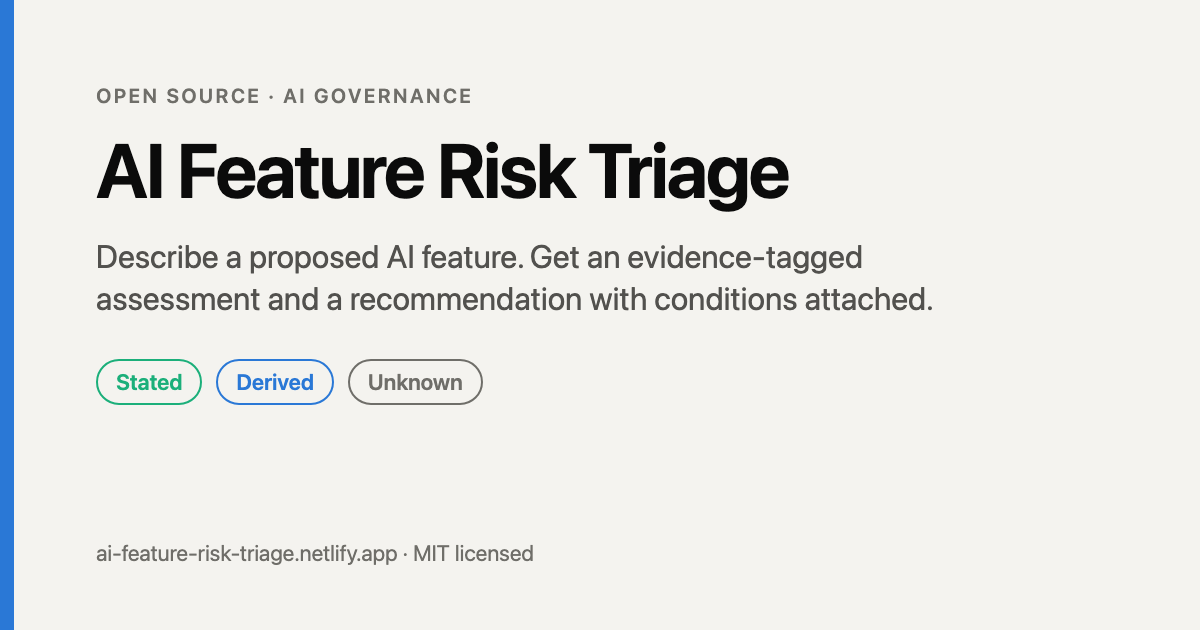 OPEN SOURCE · AI GOVERNANCE
AI Feature Risk Triage
Describe a proposed AI feature. Get an evidence-tagged
assessment and a recommendation with conditions attached.
Stated Derived Unknown
ai-feature-risk-triage.netlify.app · MIT licensed